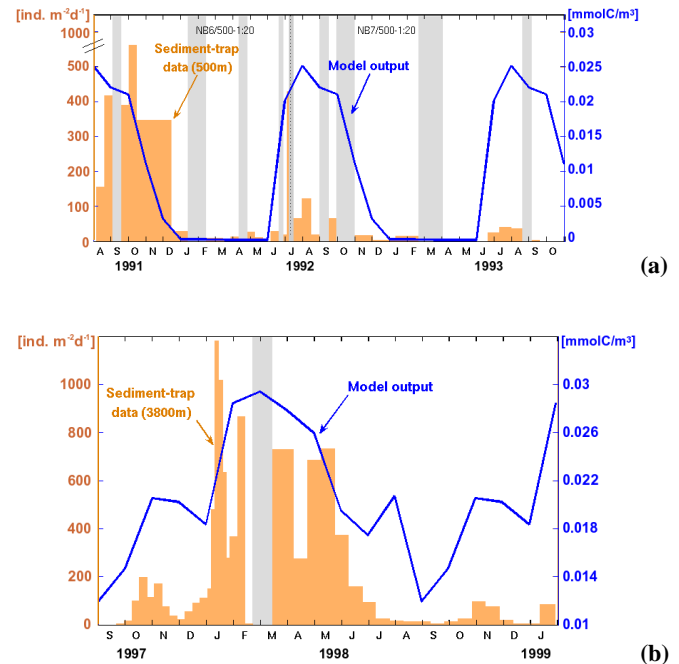 [ind. m⁻²d⁻¹] [mmolC/m³]
1000 NB6/500-1:20 NB7/500-1:20 0.03
Sediment-trap
data (500m) Model output
500 0.025
400 0.02
300 0.015
200 0.01
100 0.005
0 0
A S O N D J F M A M J J A S O N D J F M A M J J A S O
1991 1992 1993
(a)
[ind. m⁻²d⁻¹] [mmolC/m³]
1000 0.03
Sediment-trap
data (3800m) Model output
800 0.026
600 0.022
400 0.018
200 0.014
0 0.01
S O N D J F M A M J J A S O N D J
1997 1998 1999
(b)